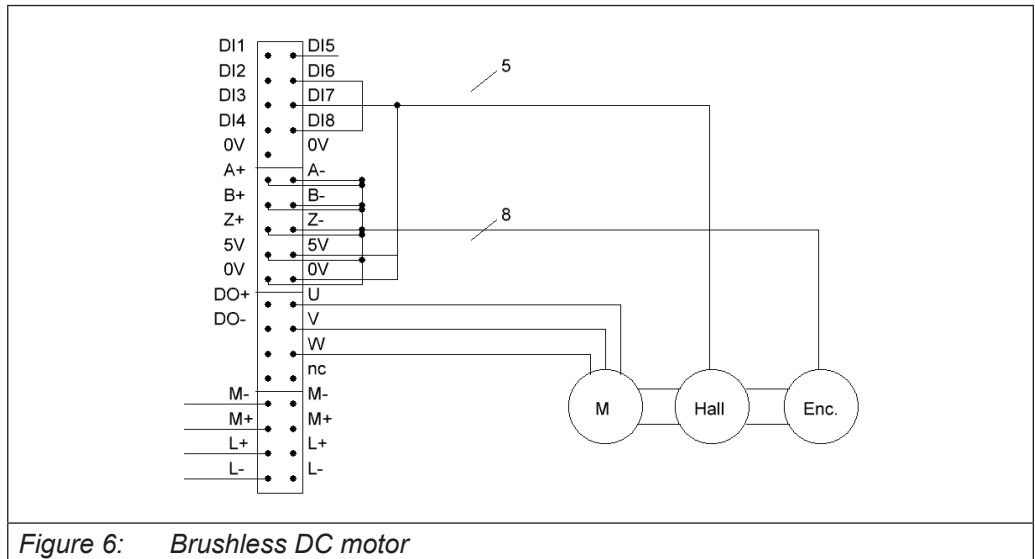 DI1 DI5
DI2 DI6 5
DI3 DI7
DI4 DI8
0V 0V
A+ A-
B+ B-
Z+ Z- 8
5V 5V
0V 0V
DO+ U
DO- V
W
nc
M- M-
M+ M+
L+ L+
L- L-
M Hall Enc.
Figure 6: Brushless DC motor